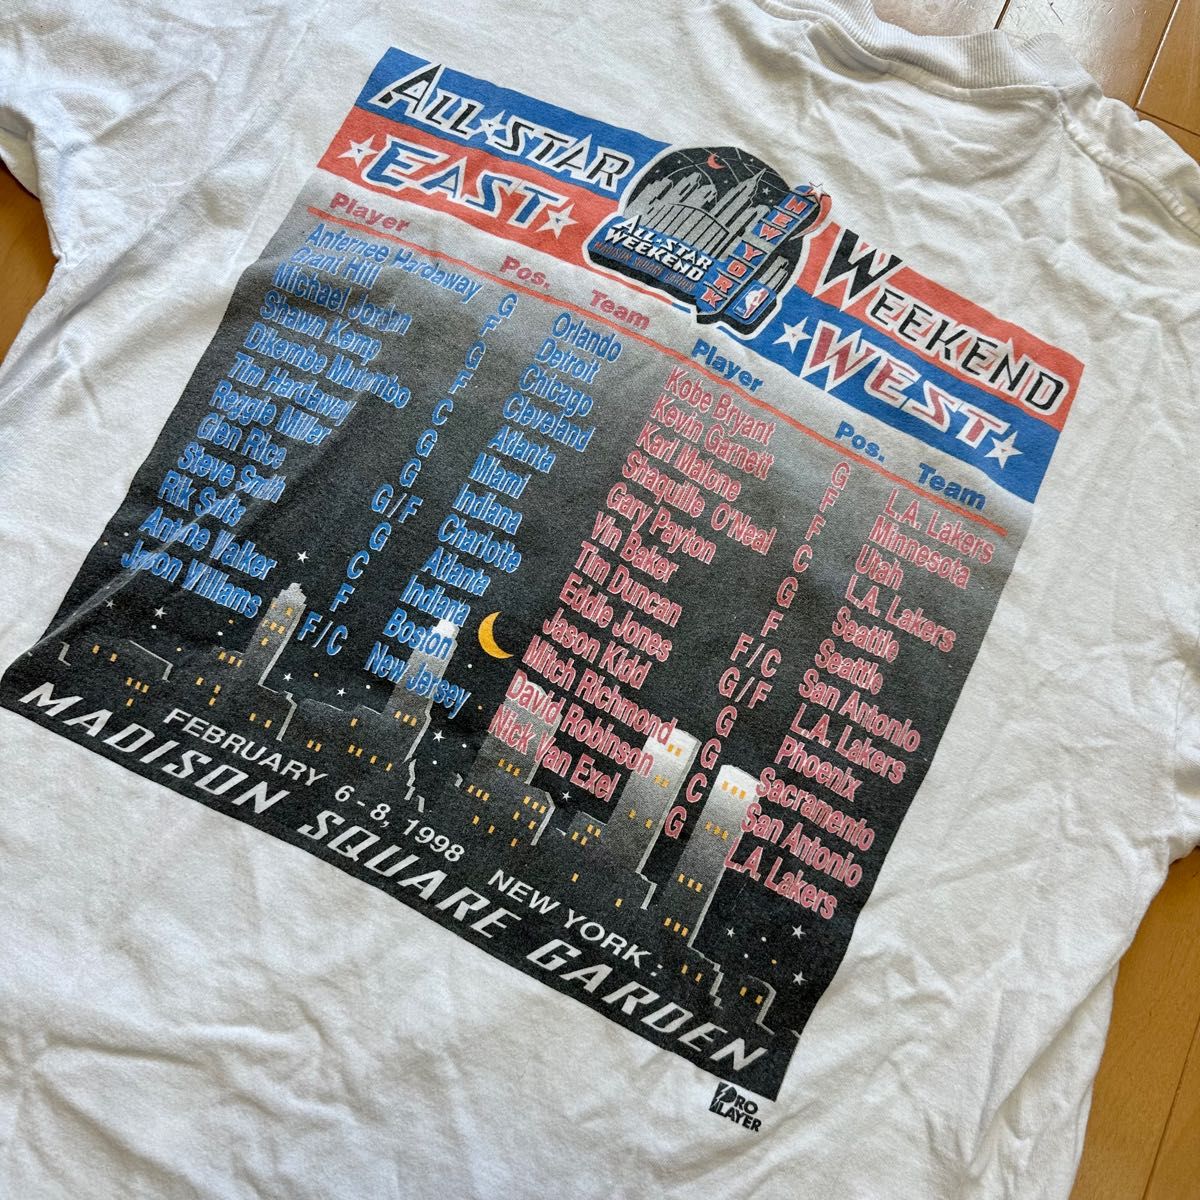 ALL★STAR WEEKEND
★EAST★ ★WEST★
NEW YORK
ALL★STAR
WEEKEND
MADISON SQUARE GARDEN
NBA
Player Pos. Team Player Pos. Team
Anfernee Hardaway G Orlando Kobe Bryant G L.A. Lakers
Grant Hill F Detroit Kevin Garnett F Minnesota
Michael Jordan G Chicago Karl Malone F Utah
Shawn Kemp F Cleveland Shaquille O'Neal C L.A. Lakers
Dikembe Mutombo C Atlanta Gary Payton G Seattle
Tim Hardaway G Miami Vin Baker F Seattle
Reggie Miller G Indiana Tim Duncan F/C San Antonio
Glen Rice G/F Charlotte Eddie Jones G/F L.A. Lakers
Steve Smith G Atlanta Jason Kidd G Phoenix
Rik Smits C Indiana Mitch Richmond G Sacramento
Antoine Walker F Boston David Robinson C San Antonio
Jayson Williams F/C New Jersey Nick Van Exel G L.A. Lakers
FEBRUARY 6-8, 1998 NEW YORK
MADISON SQUARE GARDEN
PRO
PLAYER